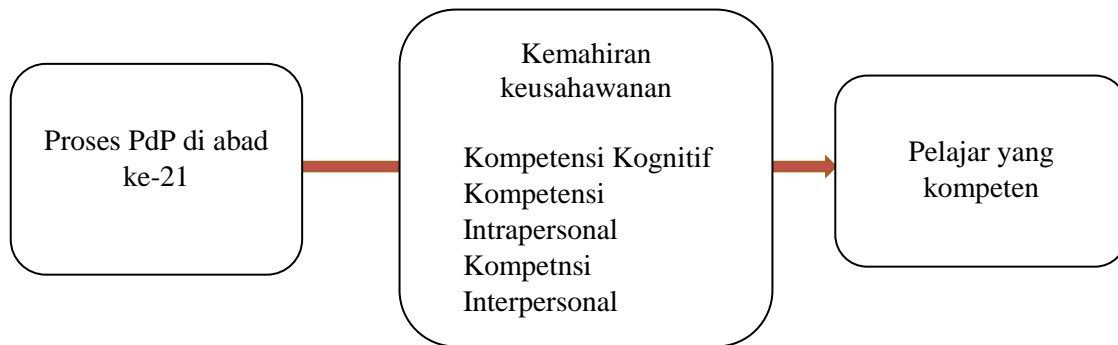 Proses PdP di abad
ke-21
Kemahiran
keusahawanan
Kompetensi Kognitif
Kompetensi
Intrapersonal
Kompetnsi
Interpersonal
Pelajar yang
kompeten